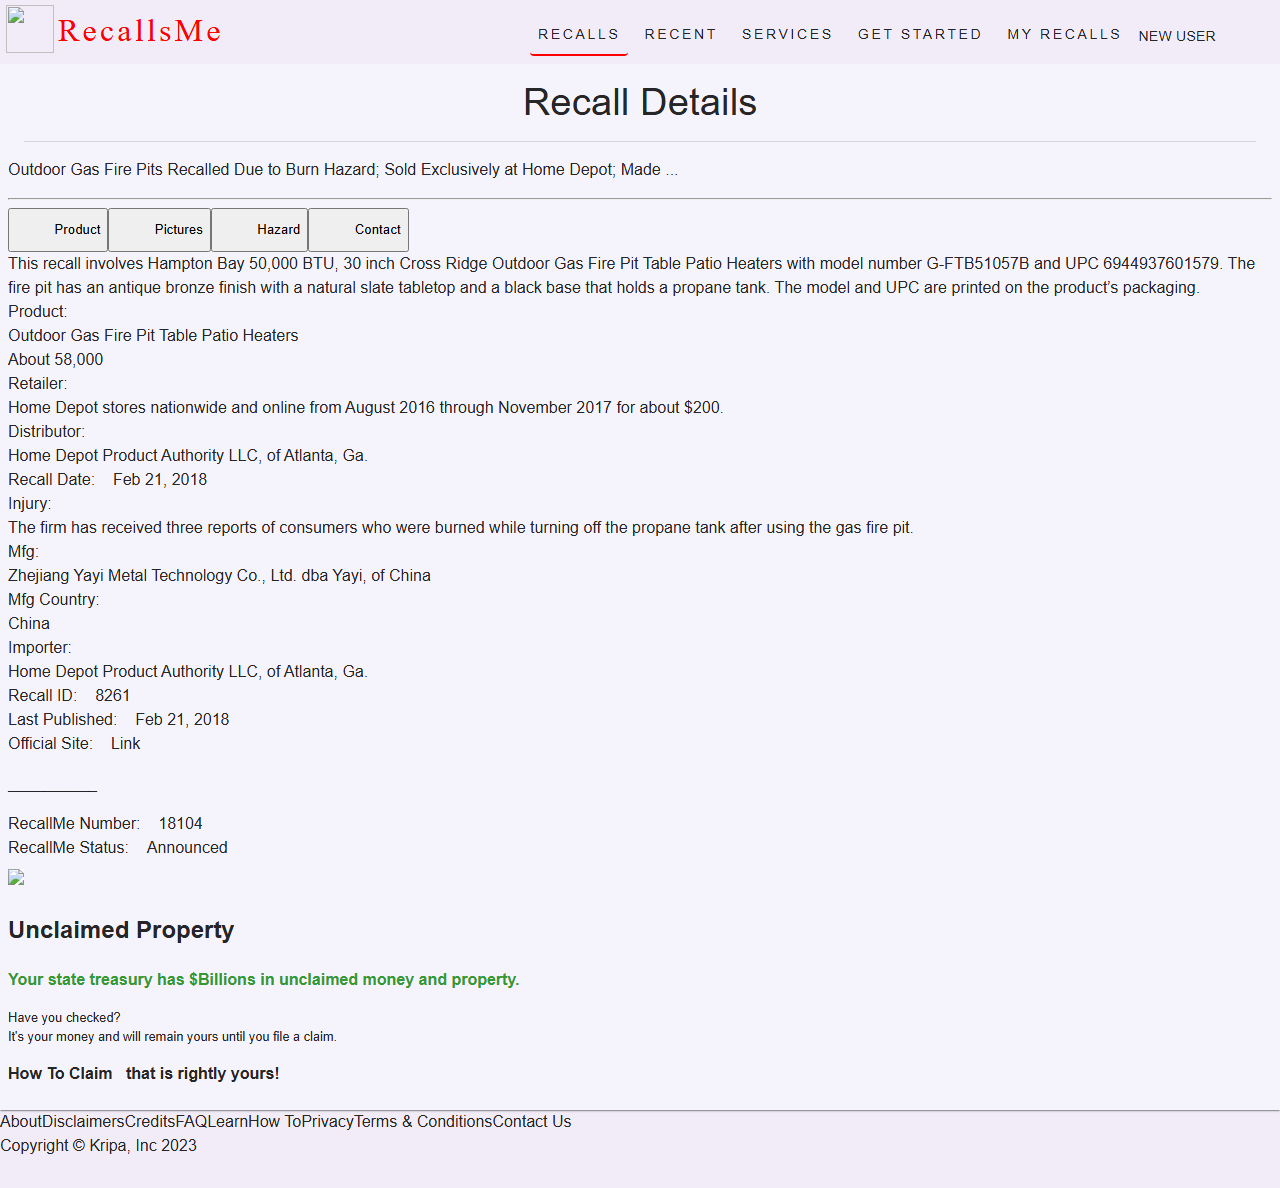 RecallsMe
RECALLS RECENT SERVICES GET STARTED MY RECALLS NEW USER
Recall Details
Outdoor Gas Fire Pits Recalled Due to Burn Hazard; Sold Exclusively at Home Depot; Made ...
Product Pictures Hazard Contact
This recall involves Hampton Bay 50,000 BTU, 30 inch Cross Ridge Outdoor Gas Fire Pit Table Patio Heaters with model number G-FTB51057B and UPC 6944937601579. The
fire pit has an antique bronze finish with a natural slate tabletop and a black base that holds a propane tank. The model and UPC are printed on the product’s packaging.
Product:
Outdoor Gas Fire Pit Table Patio Heaters
About 58,000
Retailer:
Home Depot stores nationwide and online from August 2016 through November 2017 for about $200.
Distributor:
Home Depot Product Authority LLC, of Atlanta, Ga.
Recall Date: Feb 21, 2018
Injury:
The firm has received three reports of consumers who were burned while turning off the propane tank after using the gas fire pit.
Mfg:
Zhejiang Yayi Metal Technology Co., Ltd. dba Yayi, of China
Mfg Country:
China
Importer:
Home Depot Product Authority LLC, of Atlanta, Ga.
Recall ID: 8261
Last Published: Feb 21, 2018
Official Site: Link
__________
RecallMe Number: 18104
RecallMe Status: Announced
Unclaimed Property
Your state treasury has $Billions in unclaimed money and property.
Have you checked?
It's your money and will remain yours until you file a claim.
How To Claim that is rightly yours!
AboutDisclaimersCreditsFAQLearnHow ToPrivacyTerms & ConditionsContact Us
Copyright © Kripa, Inc 2023